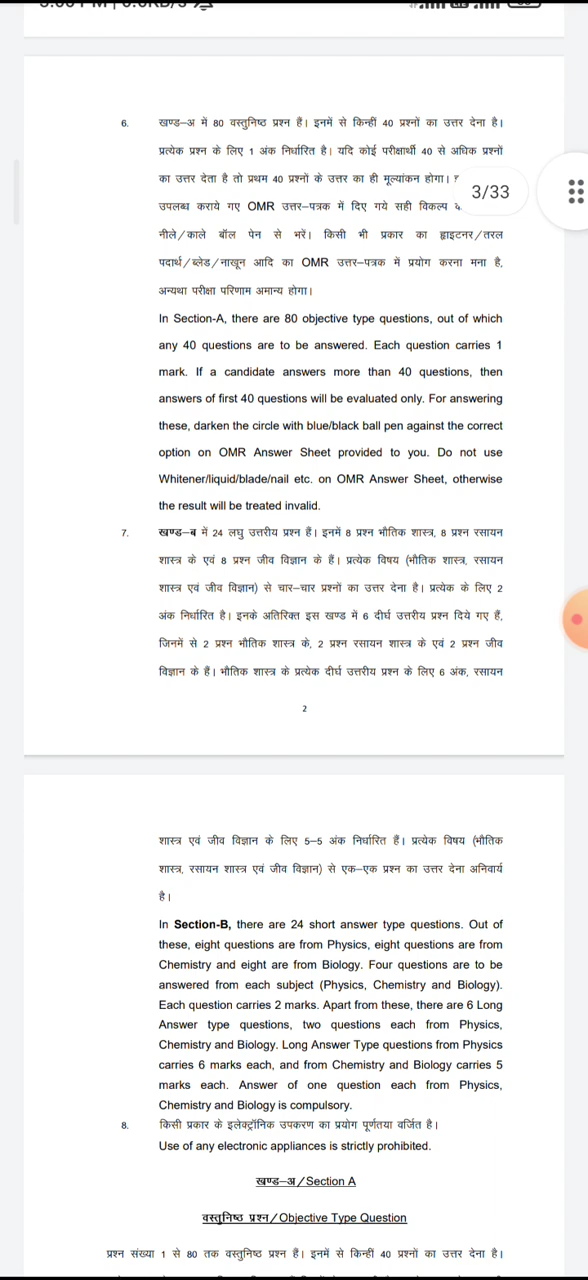 3/33
6. खण्ड–अ में 80 वस्तुनिष्ठ प्रश्न हैं। इनमें से किन्हीं 40 प्रश्नों का उत्तर देना है।
प्रत्येक प्रश्न के लिए 1 अंक निर्धारित है। यदि कोई परीक्षार्थी 40 से अधिक प्रश्नों
का उत्तर देता है तो प्रथम 40 प्रश्नों के उत्तर का ही मूल्यांकन होगा।
उपलब्ध कराये गए OMR उत्तर–पत्रक में दिए गये सही विकल्प
नीले/काले बॉल पेन से भरें। किसी भी प्रकार का ह्वाइटनर/तरल
पदार्थ/ब्लेड/नाखून आदि का OMR उत्तर–पत्रक में प्रयोग करना मना है,
अन्यथा परीक्षा परिणाम अमान्य होगा।
In Section-A, there are 80 objective type questions, out of which
any 40 questions are to be answered. Each question carries 1
mark. If a candidate answers more than 40 questions, then
answers of first 40 questions will be evaluated only. For answering
these, darken the circle with blue/black ball pen against the correct
option on OMR Answer Sheet provided to you. Do not use
Whitener/liquid/blade/nail etc. on OMR Answer Sheet, otherwise
the result will be treated invalid.
7. खण्ड–ब में 24 लघु उत्तरीय प्रश्न हैं। इनमें 8 प्रश्न भौतिक शास्त्र, 8 प्रश्न रसायन
शास्त्र के एवं 8 प्रश्न जीव विज्ञान के हैं। प्रत्येक विषय (भौतिक शास्त्र, रसायन
शास्त्र एवं जीव विज्ञान) से चार–चार प्रश्नों का उत्तर देना है। प्रत्येक के लिए 2
अंक निर्धारित है। इनके अतिरिक्त इस खण्ड में 6 दीर्घ उत्तरीय प्रश्न दिये गए हैं,
जिनमें से 2 प्रश्न भौतिक शास्त्र के, 2 प्रश्न रसायन शास्त्र के एवं 2 प्रश्न जीव
विज्ञान के हैं। भौतिक शास्त्र के प्रत्येक दीर्घ उत्तरीय प्रश्न के लिए 6 अंक, रसायन
2
शास्त्र एवं जीव विज्ञान के लिए 5–5 अंक निर्धारित हैं। प्रत्येक विषय (भौतिक
शास्त्र, रसायन शास्त्र एवं जीव विज्ञान) से एक–एक प्रश्न का उत्तर देना अनिवार्य
है।
In Section-B, there are 24 short answer type questions. Out of
these, eight questions are from Physics, eight questions are from
Chemistry and eight are from Biology. Four questions are to be
answered from each subject (Physics, Chemistry and Biology).
Each question carries 2 marks. Apart from these, there are 6 Long
Answer type questions, two questions each from Physics,
Chemistry and Biology. Long Answer Type questions from Physics
carries 6 marks each, and from Chemistry and Biology carries 5
marks each. Answer of one question each from Physics,
Chemistry and Biology is compulsory.
8. किसी प्रकार के इलेक्ट्रॉनिक उपकरण का प्रयोग पूर्णतया वर्जित है।
Use of any electronic appliances is strictly prohibited.
खण्ड–अ/Section A
वस्तुनिष्ठ प्रश्न/Objective Type Question
प्रश्न संख्या 1 से 80 तक वस्तुनिष्ठ प्रश्न हैं। इनमें से किन्हीं 40 प्रश्नों का उत्तर देना है।